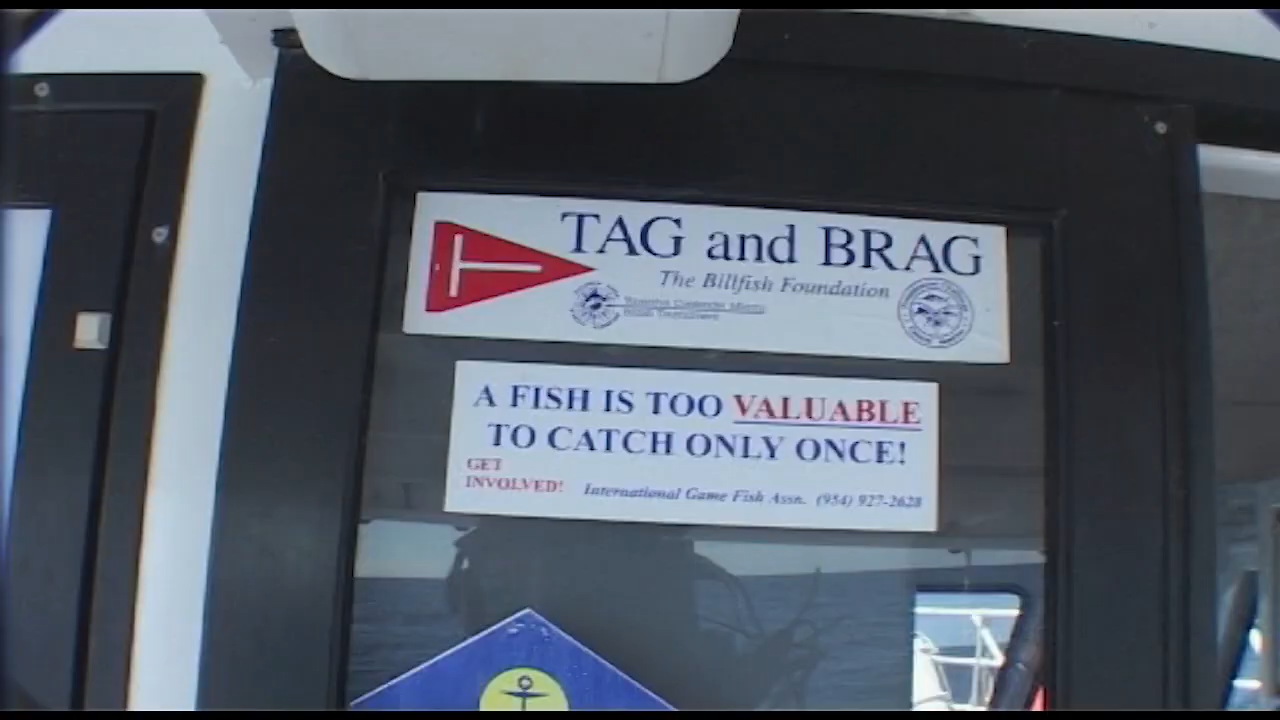 TAG and BRAG
The Billfish Foundation
A FISH IS TOO VALUABLE
TO CATCH ONLY ONCE!
GET
INVOLVED!
International Game Fish Assn. (954) 927-2628